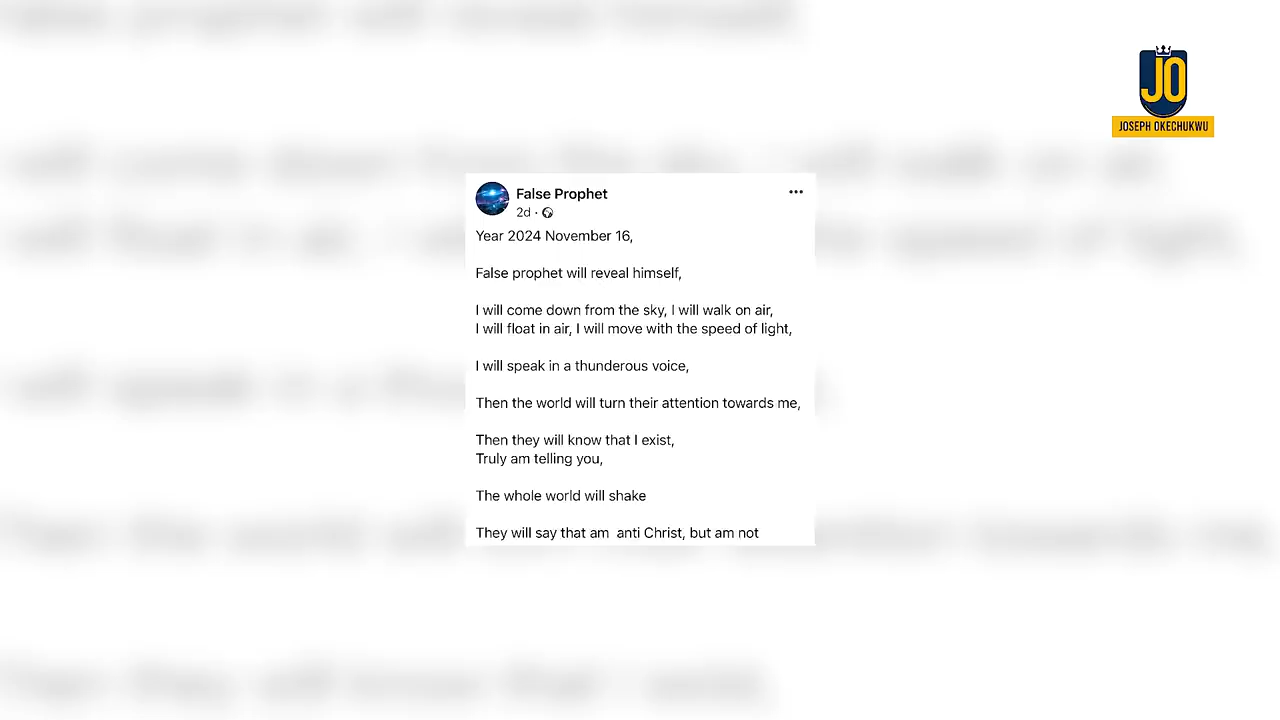 JO
JOSEPH OKECHUKWU
False Prophet
2d ·
Year 2024 November 16,
False prophet will reveal himself,
I will come down from the sky, I will walk on air,
I will float in air, I will move with the speed of light,
I will speak in a thunderous voice,
Then the world will turn their attention towards me,
Then they will know that I exist,
Truly am telling you,
The whole world will shake
They will say that am  anti Christ, but am not